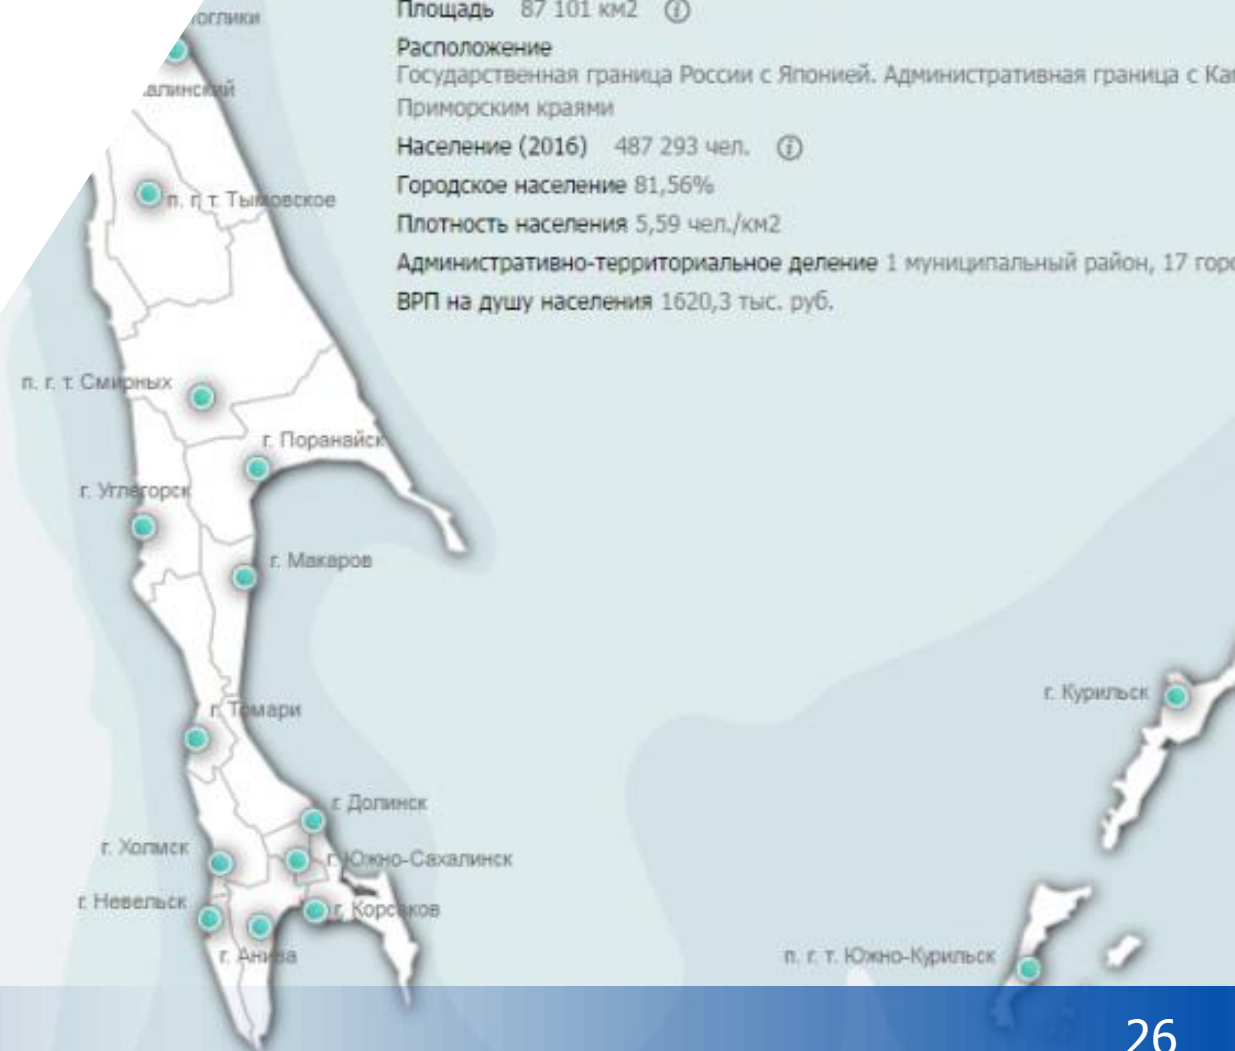 Площадь 87 101 км2
Расположение
Государственная граница России с Японией. Административная граница с
Приморским краями
Население (2016) 487 293 чел.
Городское население 81,56%
Плотность населения 5,59 чел./км2
Административно-территориальное деление 1 муниципальный район, 17
ВРП на душу населения 1620,3 тыс. руб.
п. г. т. Тымовское
п. г. т. Смирных
г. Поранайск
г. Углегорск
г. Макаров
г. Томари
г. Курильск
г. Долинск
г. Холмск
г. Южно-Сахалинск
г. Невельск
г. Корсаков
г. Анива
п. г. т. Южно-Курильск
26